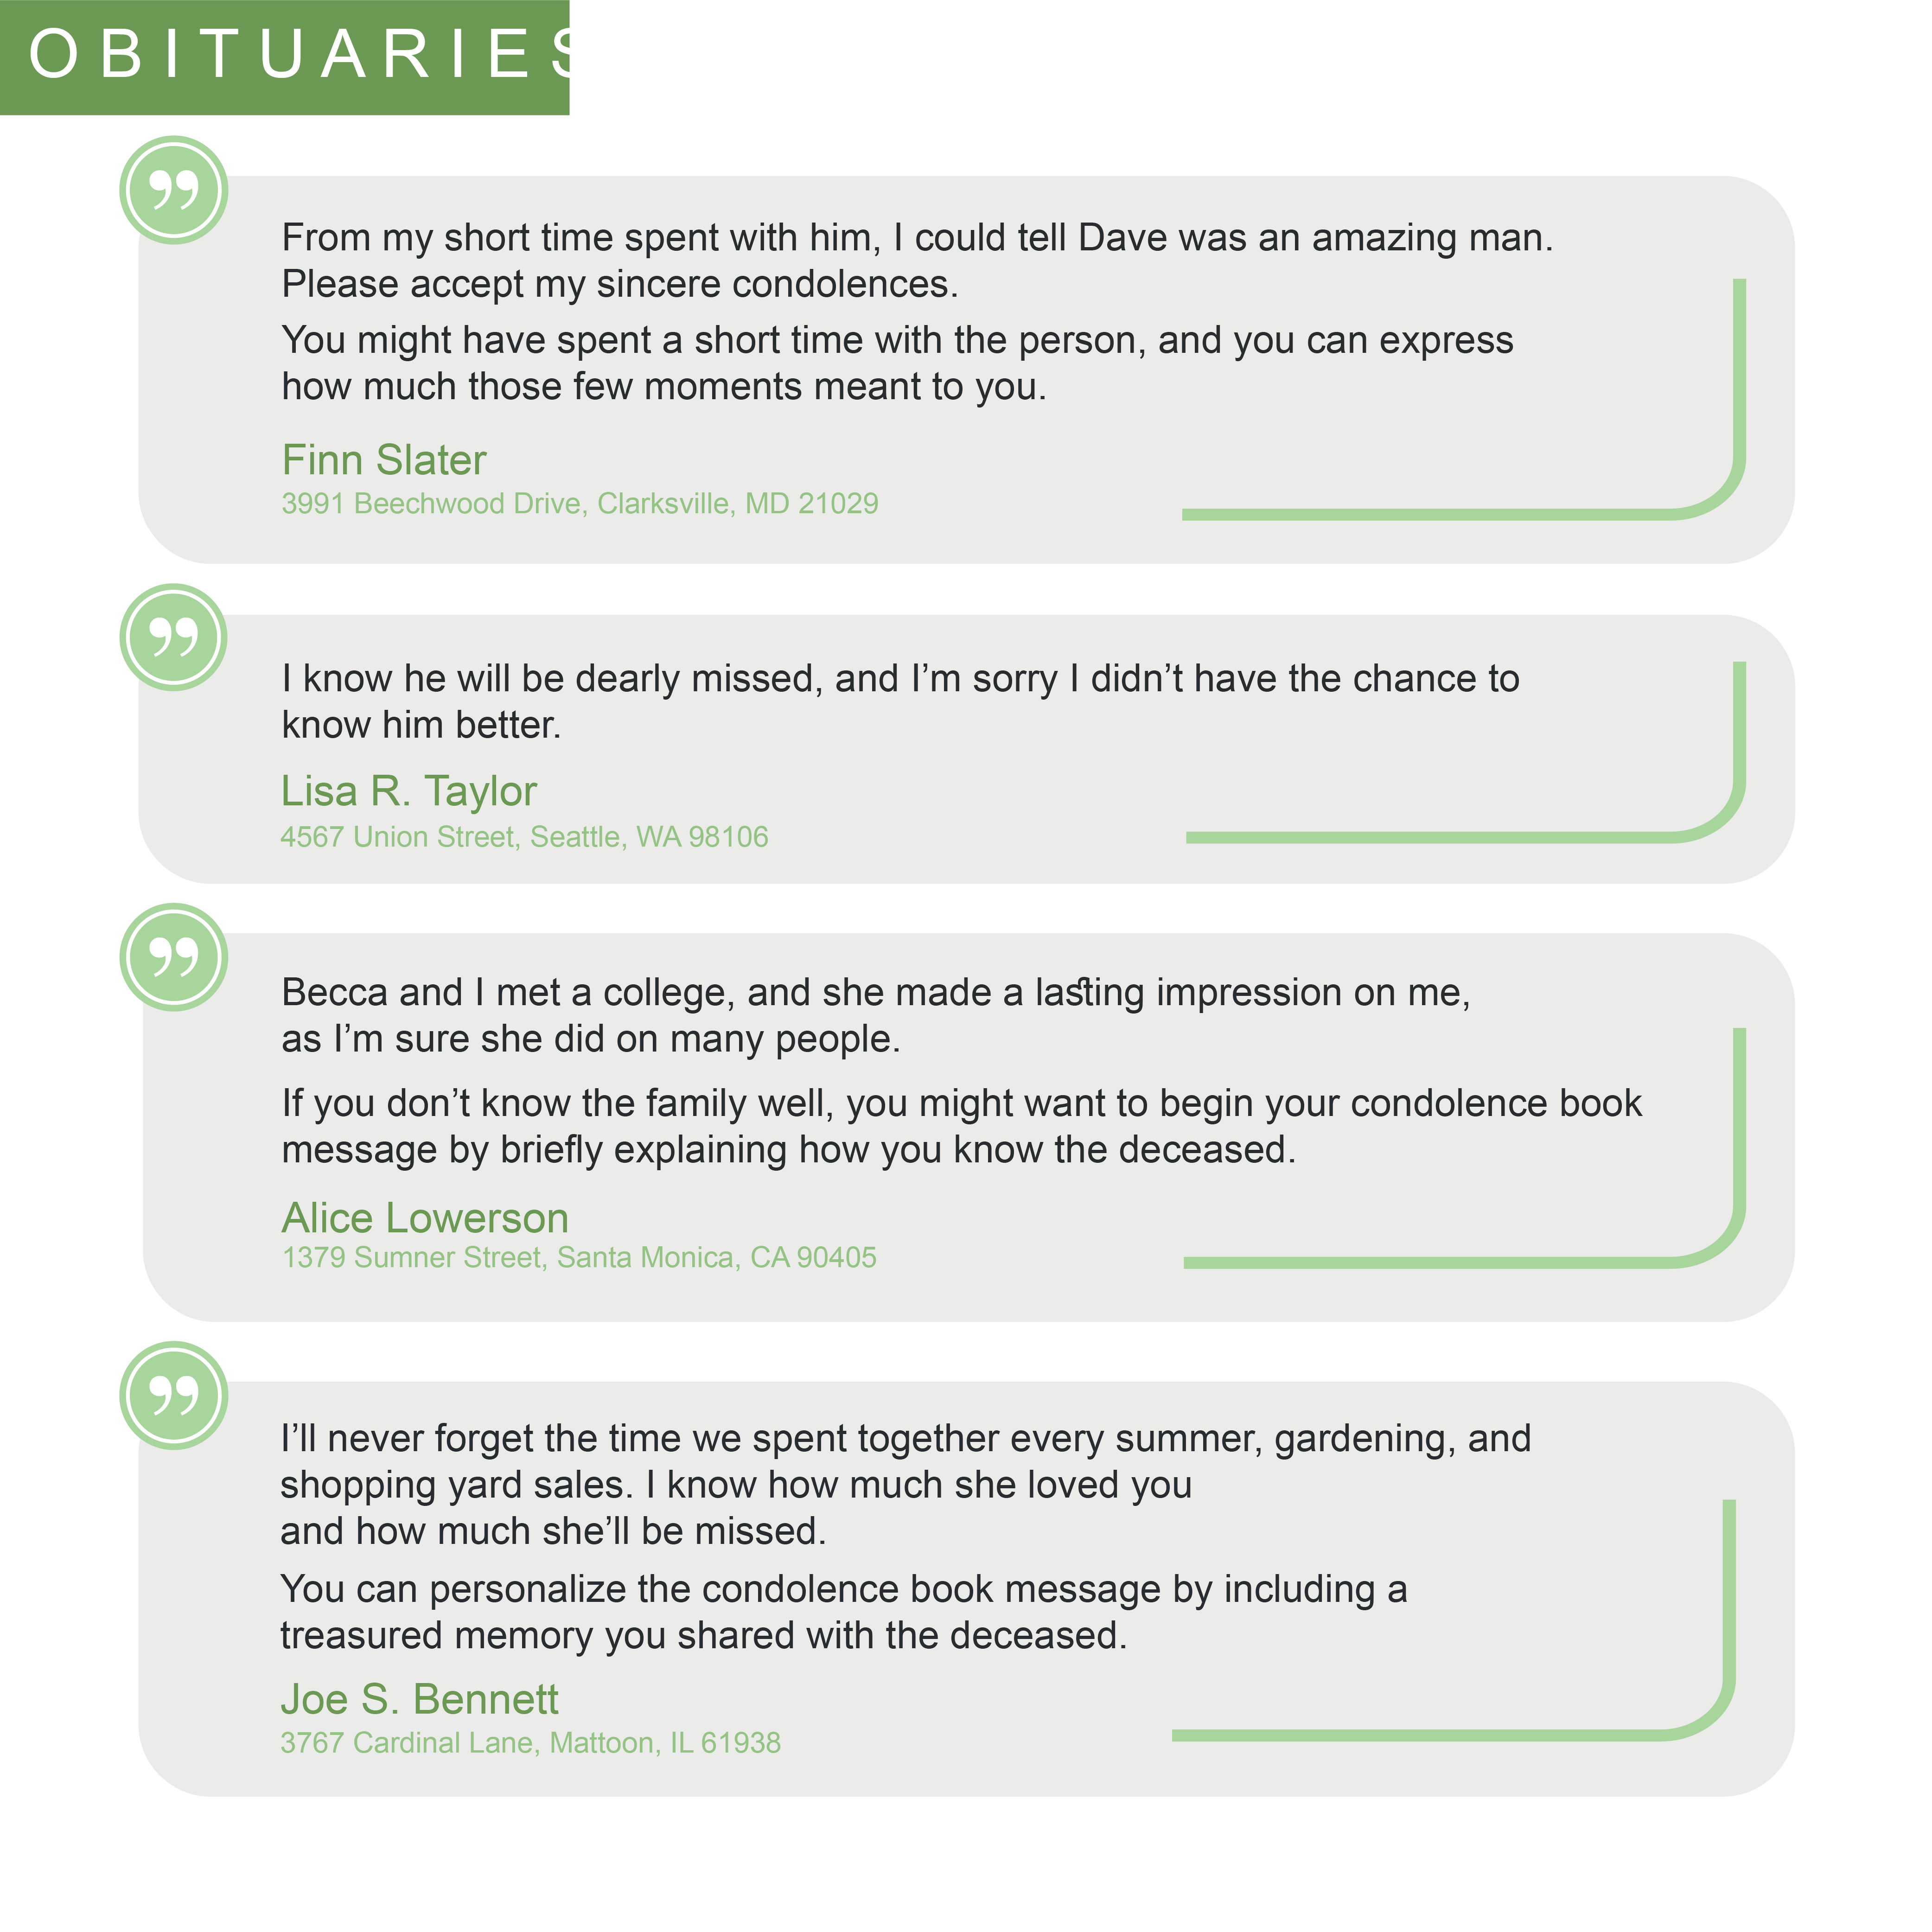 OBITUARIES
From my short time spent with him, I could tell Dave was an amazing man.
Please accept my sincere condolences.
You might have spent a short time with the person, and you can express
how much those few moments meant to you.
Finn Slater
3991 Beechwood Drive, Clarksville, MD 21029
I know he will be dearly missed, and I’m sorry I didn’t have the chance to
know him better.
Lisa R. Taylor
4567 Union Street, Seattle, WA 98106
Becca and I met a college, and she made a lasting impression on me,
as I’m sure she did on many people.
If you don’t know the family well, you might want to begin your condolence book
message by briefly explaining how you know the deceased.
Alice Lowerson
1379 Sumner Street, Santa Monica, CA 90405
I’ll never forget the time we spent together every summer, gardening, and
shopping yard sales. I know how much she loved you
and how much she’ll be missed.
You can personalize the condolence book message by including a
treasured memory you shared with the deceased.
Joe S. Bennett
3767 Cardinal Lane, Mattoon, IL 61938